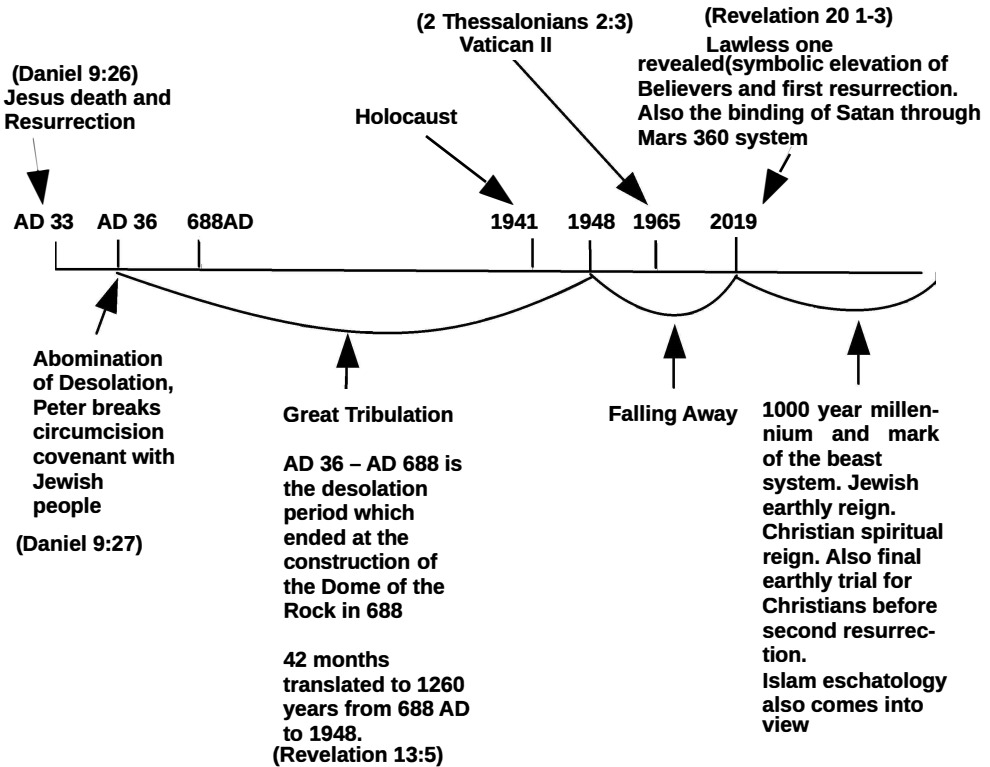 (Daniel 9:26)
Jesus death and
Resurrection
Holocaust
(2 Thessalonians 2:3)
Vatican II
(Revelation 20 1-3)
Lawless one
revealed(symbolic elevation of
Believers and first resurrection.
Also the binding of Satan through
Mars 360 system
AD 33 AD 36 688AD 1941 1948 1965 2019
Abomination
of Desolation,
Peter breaks
circumcision
covenant with
Jewish
people
(Daniel 9:27)
Great Tribulation
AD 36 – AD 688 is
the desolation
period which
ended at the
construction of
the Dome of the
Rock in 688
42 months
translated to 1260
years from 688 AD
to 1948.
(Revelation 13:5)
Falling Away
1000 year millen-
nium and mark
of the beast
system. Jewish
earthly reign.
Christian spiritual
reign. Also final
earthly trial for
Christians before
second resurrec-
tion.
Islam eschatology
also comes into
view